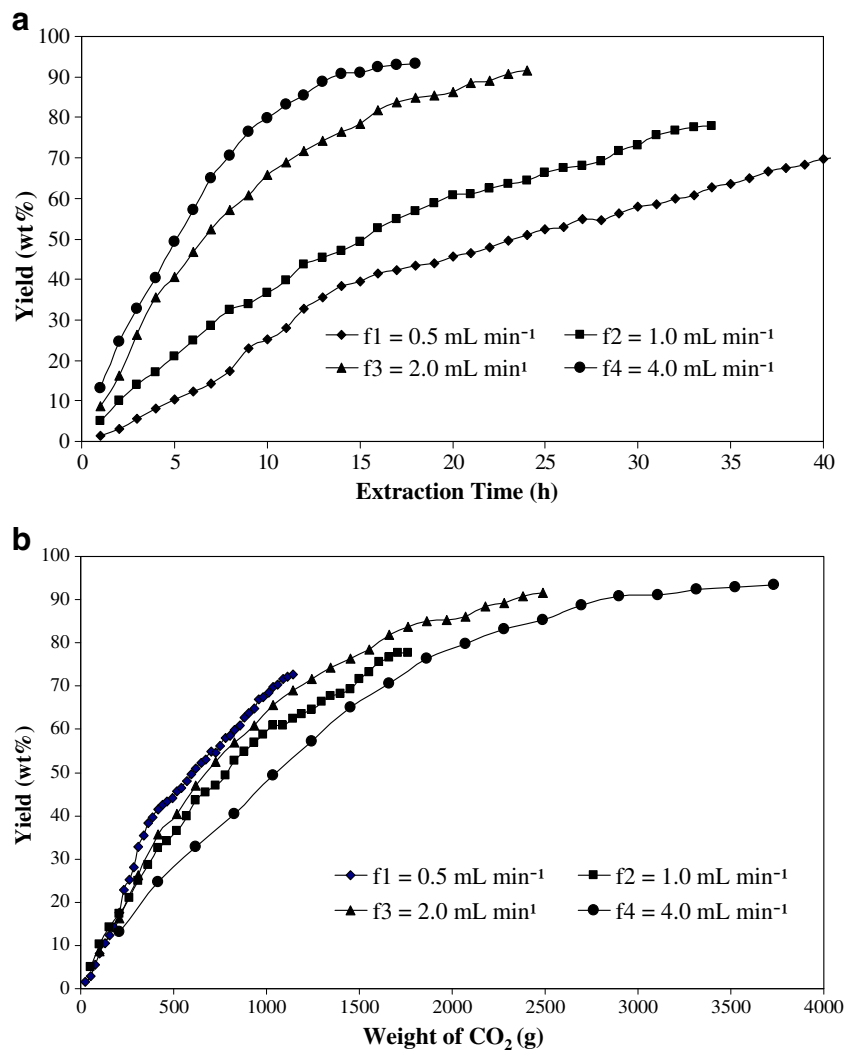 a
100
90
80
70
60
50
40
30
20
10
0
Yield (wt%)
f1 = 0.5 mL min⁻¹
f2 = 1.0 mL min⁻¹
f3 = 2.0 mL min¹
f4 = 4.0 mL min⁻¹
0 5 10 15 20 25 30 35 40
Extraction Time (h)
b
100
90
80
70
60
50
40
30
20
10
0
Yield (wt%)
f1 = 0.5 mL min⁻¹
f2 = 1.0 mL min⁻¹
f3 = 2.0 mL min¹
f4 = 4.0 mL min⁻¹
0 500 1000 1500 2000 2500 3000 3500 4000
Weight of CO₂ (g)